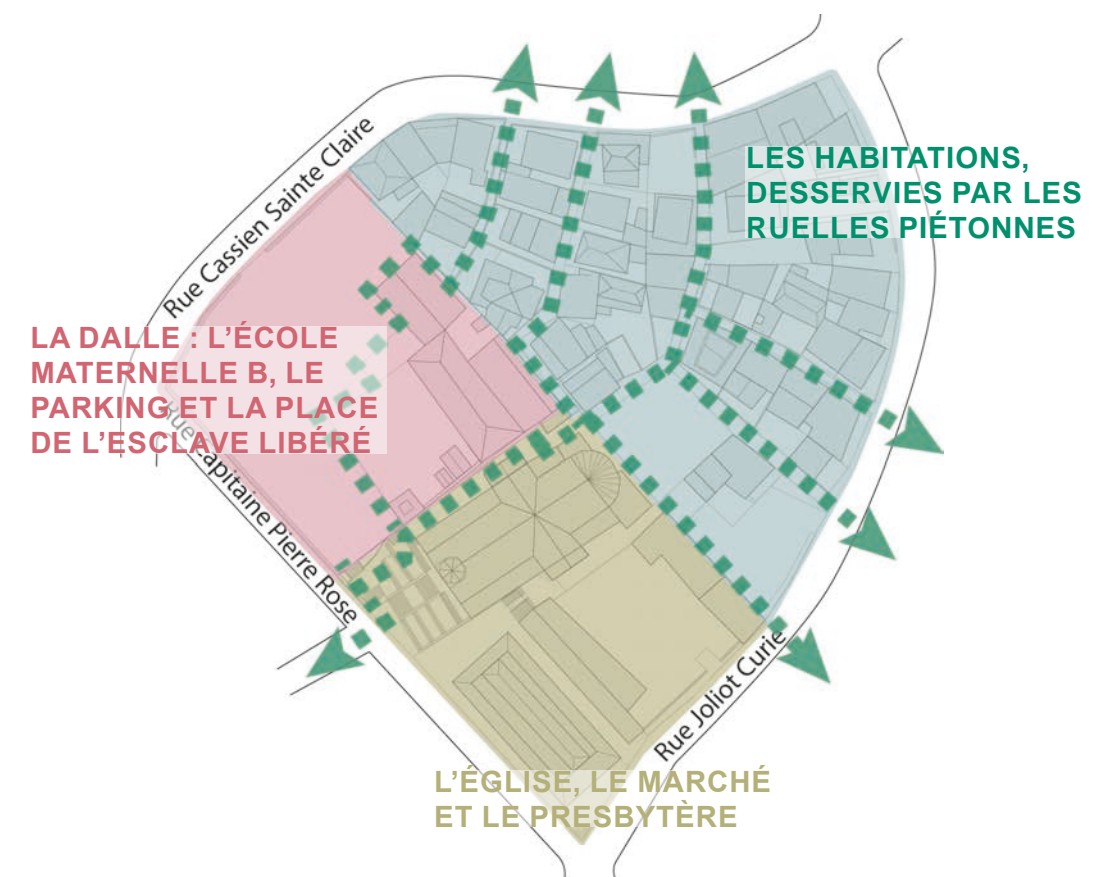 Rue Cassien Sainte Claire
LES HABITATIONS,
DESSERVIES PAR LES
RUELLES PIÉTONNES
LA DALLE : L'ÉCOLE
MATERNELLE B, LE
PARKING ET LA PLACE
DE L'ESCLAVE LIBÉRÉ
Rue Capitaine Pierre Rose
Rue Joliot Curie
L'ÉGLISE, LE MARCHÉ
ET LE PRESBYTÈRE